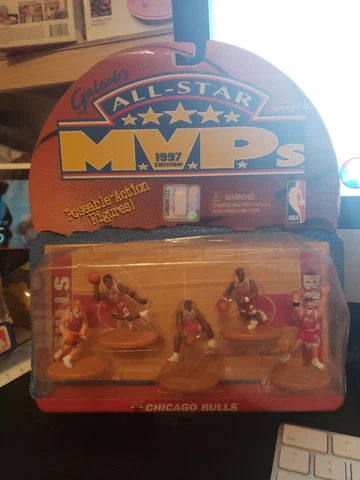 Galoob's
ALL-STAR
MVPs
1997
EDITION
Poseable-Action
Figures!
WARNING:
CHOKING HAZARD
NBA
CHICAGO BULLS